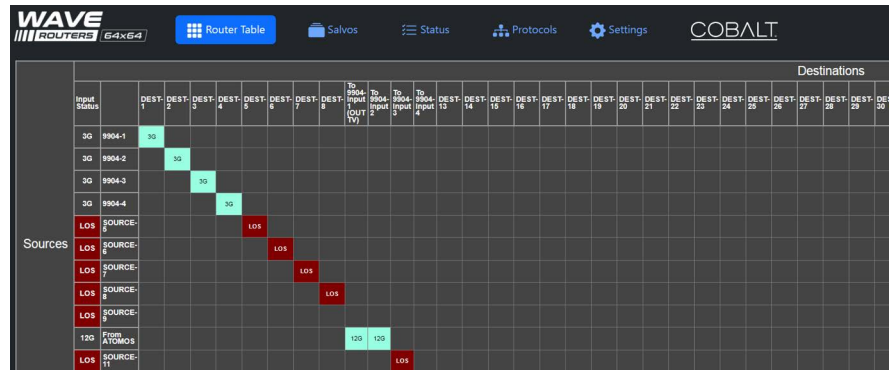 WAVE
ROUTERS 64x64
Router Table
Salvos
Status
Protocols
Settings
COBALT.
Destinations
Input Status
DEST-1
DEST-2
DEST-3
DEST-4
DEST-5
DEST-6
DEST-7
DEST-8
To 9904-Input 1 (OUT TV)
To 9904-Input 2
To 9904-Input 3
To 9904-Input 4
DEST-13
DEST-14
DEST-15
DEST-16
DEST-17
DEST-18
DEST-19
DEST-20
DEST-21
DEST-22
DEST-23
DEST-24
DEST-25
DEST-26
DEST-27
DEST-28
DEST-29
DES
30
3G 9904-1 3G
3G 9904-2 3G
3G 9904-3 3G
3G 9904-4 3G
LOS SOURCE-5 LOS
Sources
LOS SOURCE-6 LOS
LOS SOURCE-7 LOS
LOS SOURCE-8 LOS
LOS SOURCE-9
12G From ATOMOS 12G 12G
LOS SOURCE-11 LOS